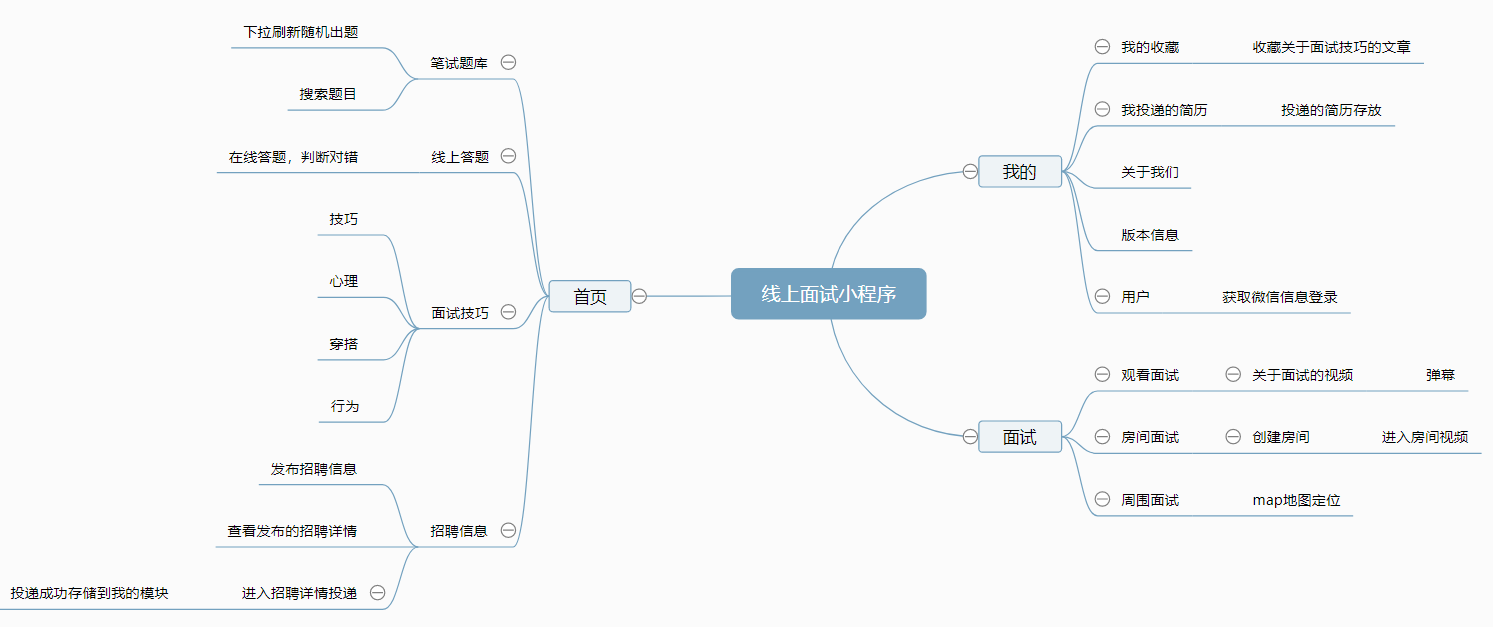 线上面试小程序
首页
笔试题库
下拉刷新随机出题
搜索题目
线上答题
在线答题，判断对错
面试技巧
技巧
心理
穿搭
行为
招聘信息
发布招聘信息
查看发布的招聘详情
进入招聘详情投递
投递成功存储到我的模块
我的
我的收藏
收藏关于面试技巧的文章
我投递的简历
投递的简历存放
关于我们
版本信息
用户
获取微信信息登录
面试
观看面试
关于面试的视频
弹幕
房间面试
创建房间
进入房间视频
周围面试
map地图定位